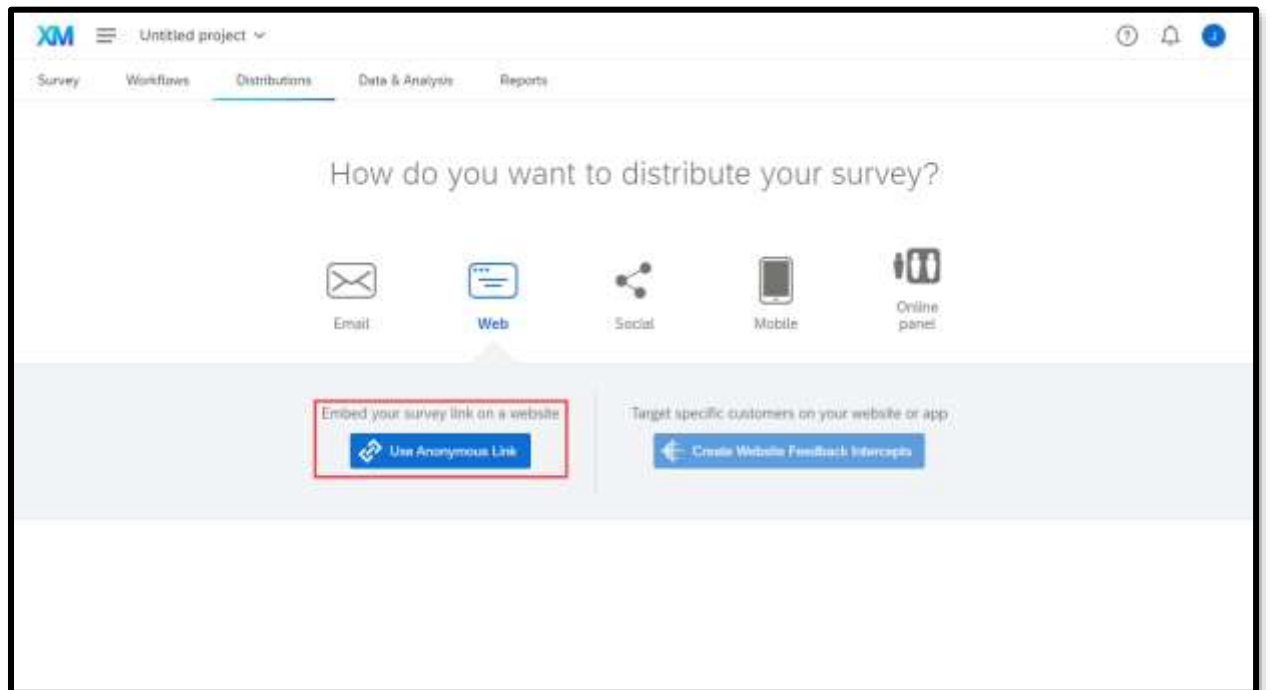 XM Untitled project
Survey Workflows Distributions Data & Analysis Reports
How do you want to distribute your survey?
Email Web Social Mobile Online
panel
Embed your survey link on a website Target specific customers on your website or app
Use Anonymous Link Create Website Feedback Intercepts